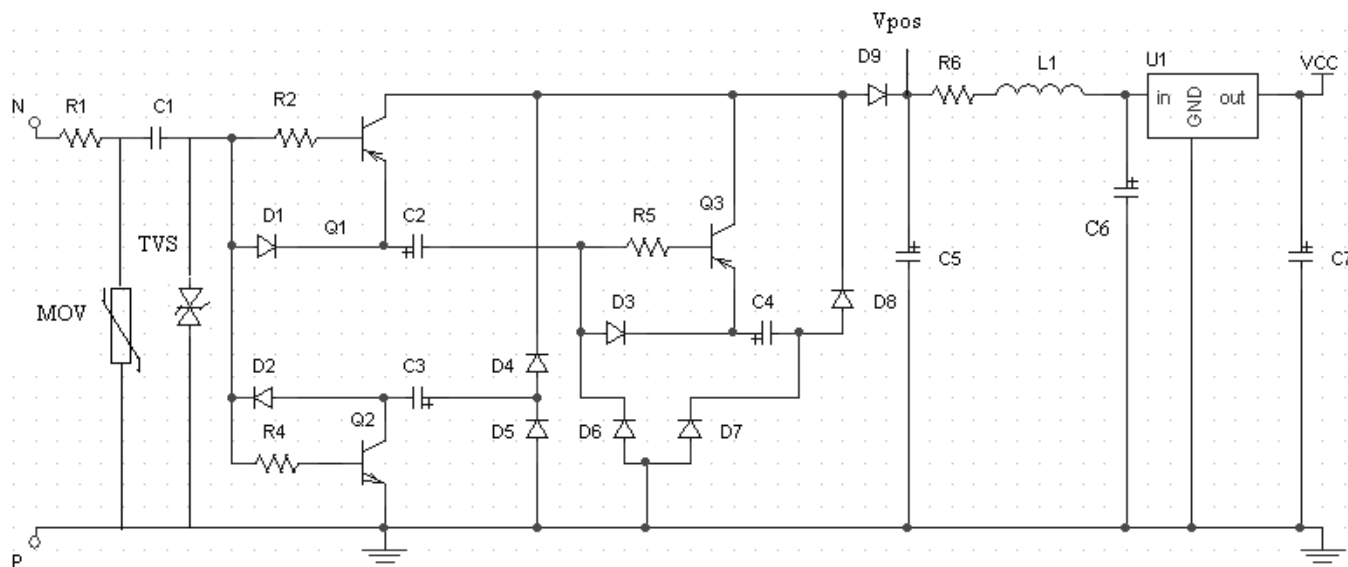 Vpos
D9
R6
L1
U1
VCC
N
R1
C1
R2
in
GND
out
D1
Q1
C2
R5
Q3
TVS
C5
C6
C7
MOV
D3
C4
D8
D2
C3
D4
R4
Q2
D5
D6
D7
P